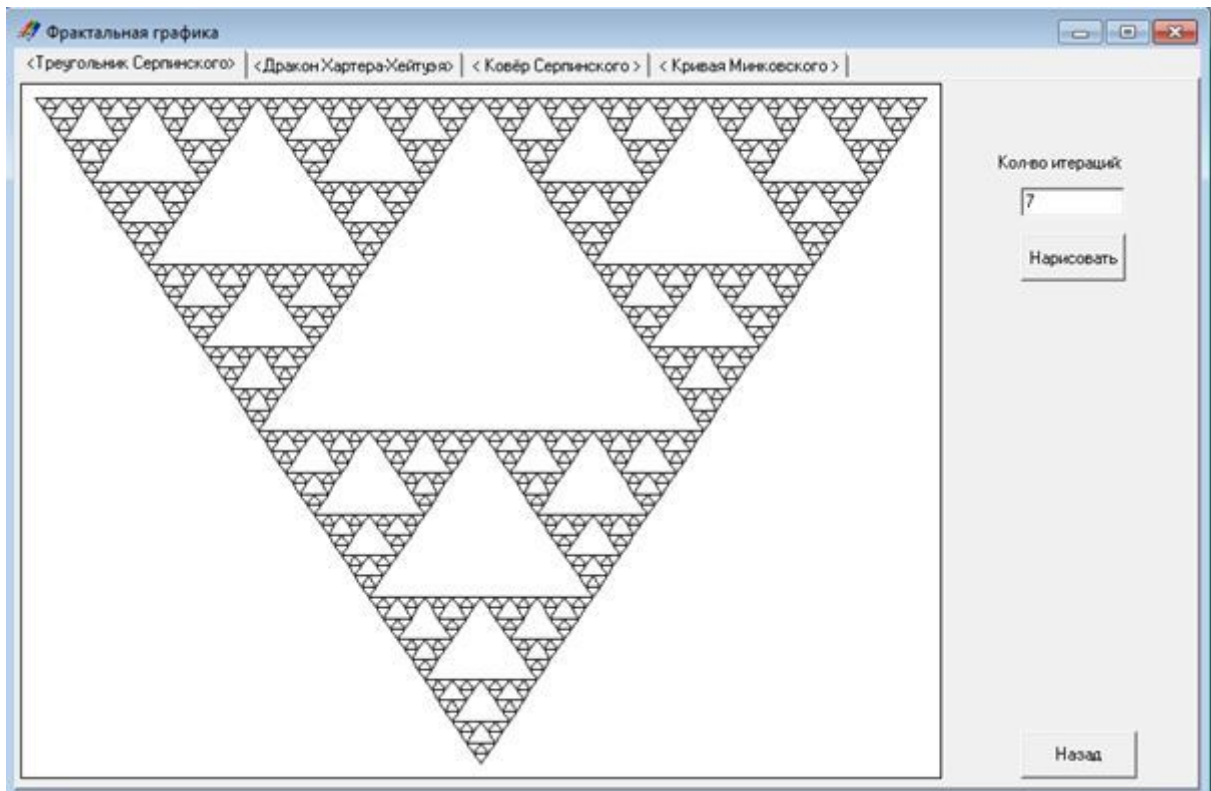 Фрактальная графика
<Треугольник Серпинского> <Дракон Хартера-Хейтуэя> < Ковёр Серпинского > < Кривая Минковского >
Кол-во итераций:
7
Нарисовать
Назад